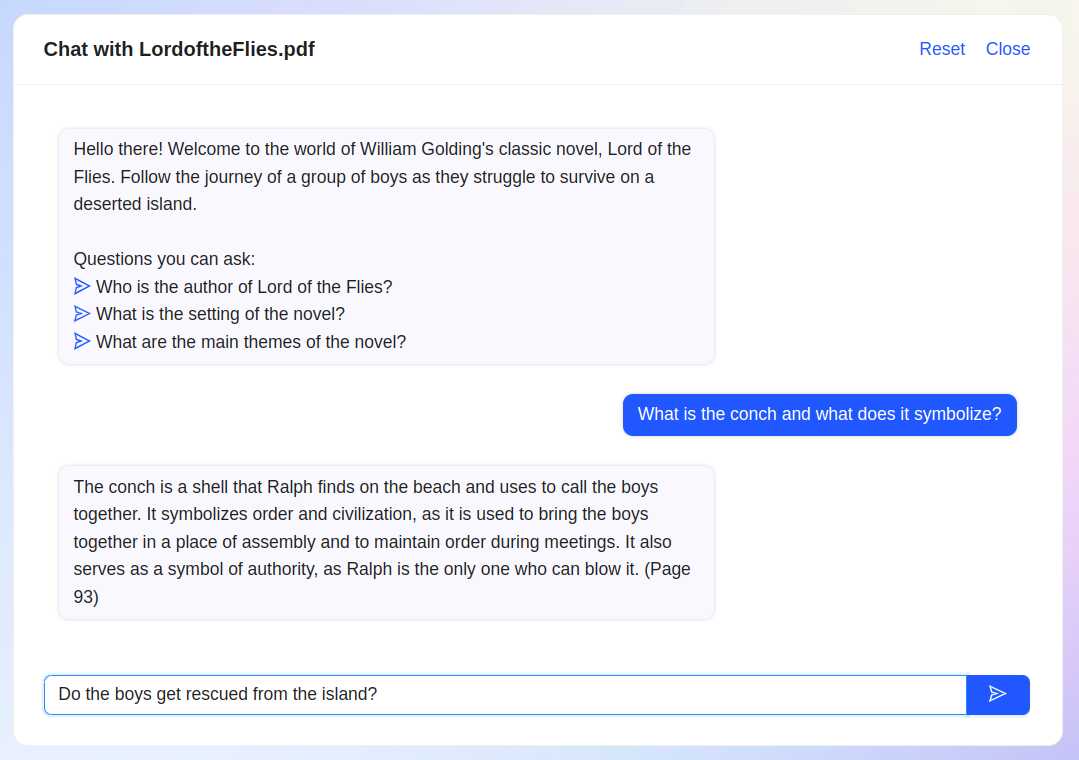 Chat with LordoftheFlies.pdf
Reset Close
Hello there! Welcome to the world of William Golding's classic novel, Lord of the
Flies. Follow the journey of a group of boys as they struggle to survive on a
deserted island.
Questions you can ask:
Who is the author of Lord of the Flies?
What is the setting of the novel?
What are the main themes of the novel?
What is the conch and what does it symbolize?
The conch is a shell that Ralph finds on the beach and uses to call the boys
together. It symbolizes order and civilization, as it is used to bring the boys
together in a place of assembly and to maintain order during meetings. It also
serves as a symbol of authority, as Ralph is the only one who can blow it. (Page
93)
Do the boys get rescued from the island?